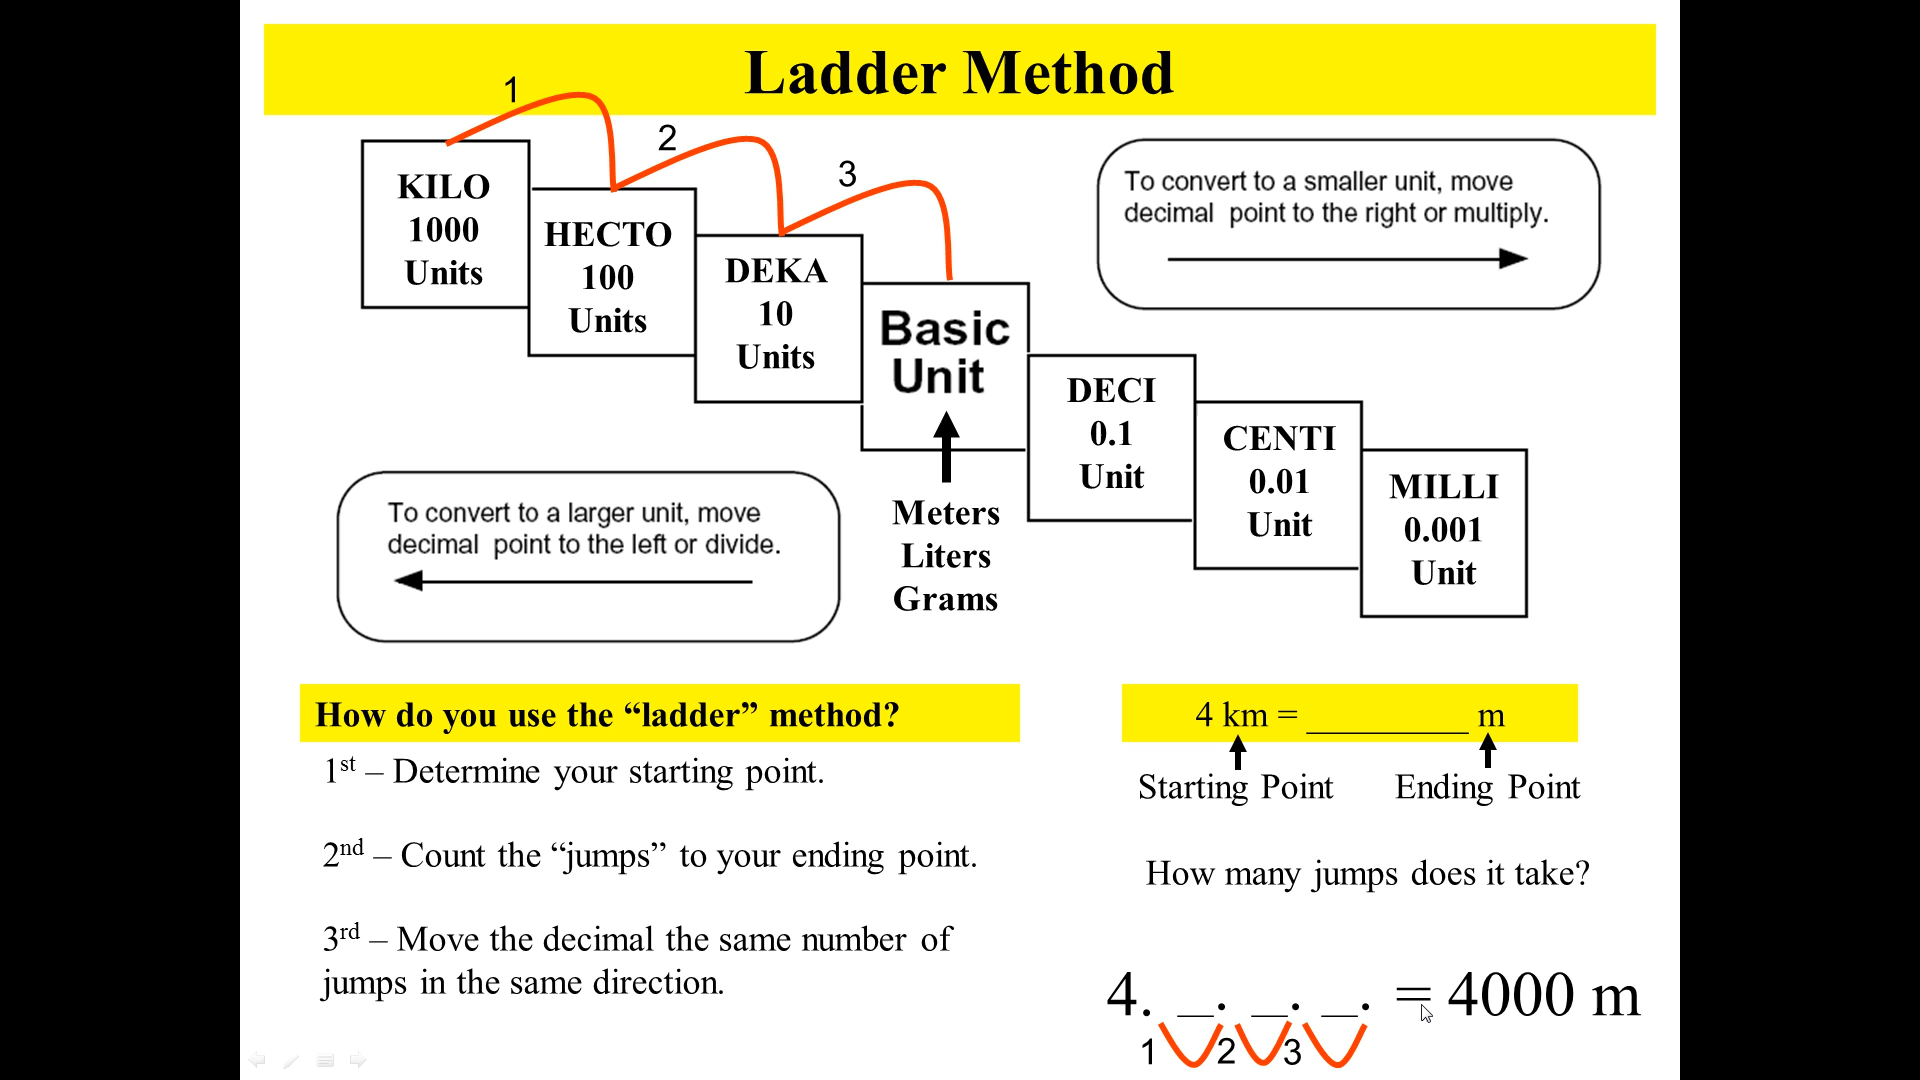 Ladder Method
1
2
3
KILO
1000
Units
HECTO
100
Units
DEKA
10
Units
Basic
Unit
Meters
Liters
Grams
DECI
0.1
Unit
CENTI
0.01
Unit
MILLI
0.001
Unit
To convert to a smaller unit, move
decimal point to the right or multiply.
To convert to a larger unit, move
decimal point to the left or divide.
How do you use the “ladder” method?
1st – Determine your starting point.
2nd – Count the “jumps” to your ending point.
3rd – Move the decimal the same number of
jumps in the same direction.
4 km = _________ m
Starting Point
Ending Point
How many jumps does it take?
4. _. _. _. = 4000 m
1
2
3